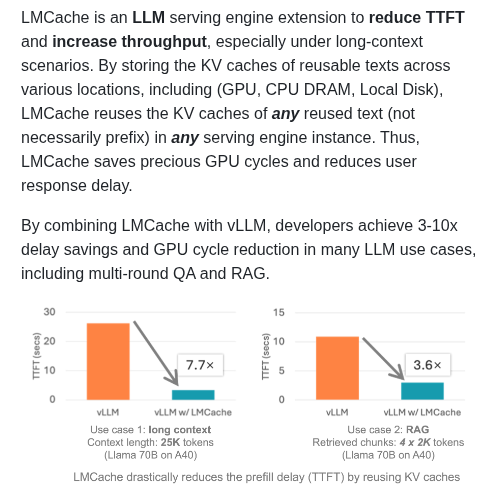 LMCache is an LLM serving engine extension to reduce TTFT
and increase throughput, especially under long-context
scenarios. By storing the KV caches of reusable texts across
various locations, including (GPU, CPU DRAM, Local Disk),
LMCache reuses the KV caches of any reused text (not
necessarily prefix) in any serving engine instance. Thus,
LMCache saves precious GPU cycles and reduces user
response delay.
By combining LMCache with vLLM, developers achieve 3-10x
delay savings and GPU cycle reduction in many LLM use cases,
including multi-round QA and RAG.
30
20
10
0
TTFT (secs)
7.7×
vLLM
vLLM w/ LMCache
Use case 1: long context
Context length: 25K tokens
(Llama 70B on A40)
15
10
5
0
TTFT (secs)
3.6×
vLLM
vLLM w/ LMCache
Use case 2: RAG
Retrieved chunks: 4 x 2K tokens
(Llama 70B on A40)
LMCache drastically reduces the prefill delay (TTFT) by reusing KV caches